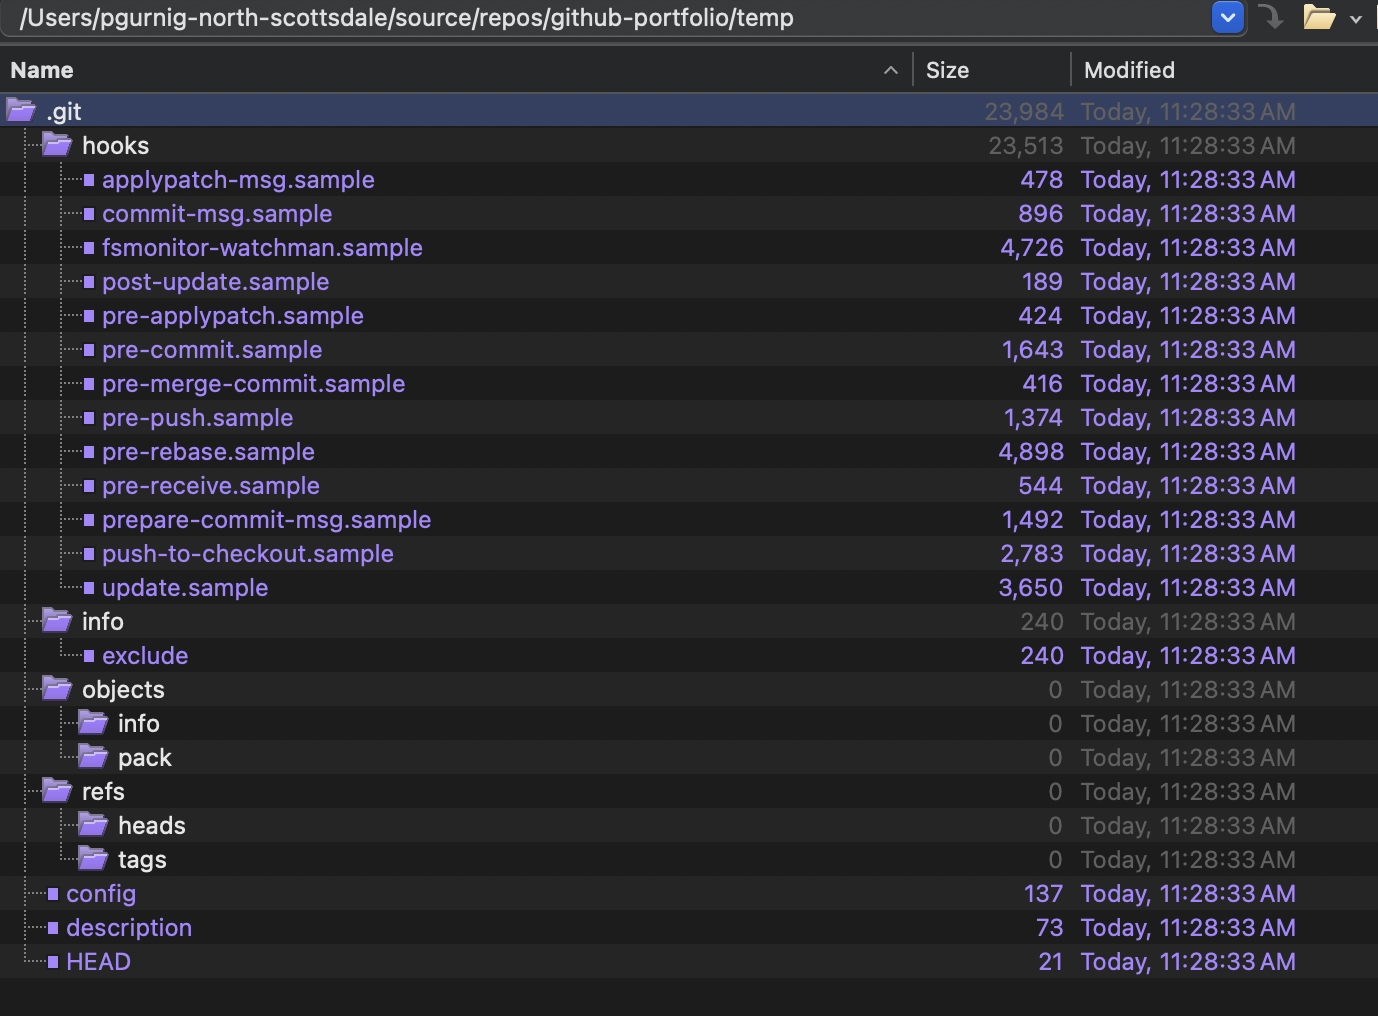 /Users/pgurnig-north-scottsdale/source/repos/github-portfolio/temp
Name Size Modified
.git 23,984 Today, 11:28:33 AM
hooks 23,513 Today, 11:28:33 AM
applypatch-msg.sample 478 Today, 11:28:33 AM
commit-msg.sample 896 Today, 11:28:33 AM
fsmonitor-watchman.sample 4,726 Today, 11:28:33 AM
post-update.sample 189 Today, 11:28:33 AM
pre-applypatch.sample 424 Today, 11:28:33 AM
pre-commit.sample 1,643 Today, 11:28:33 AM
pre-merge-commit.sample 416 Today, 11:28:33 AM
pre-push.sample 1,374 Today, 11:28:33 AM
pre-rebase.sample 4,898 Today, 11:28:33 AM
pre-receive.sample 544 Today, 11:28:33 AM
prepare-commit-msg.sample 1,492 Today, 11:28:33 AM
push-to-checkout.sample 2,783 Today, 11:28:33 AM
update.sample 3,650 Today, 11:28:33 AM
info 240 Today, 11:28:33 AM
exclude 240 Today, 11:28:33 AM
objects 0 Today, 11:28:33 AM
info 0 Today, 11:28:33 AM
pack 0 Today, 11:28:33 AM
refs 0 Today, 11:28:33 AM
heads 0 Today, 11:28:33 AM
tags 0 Today, 11:28:33 AM
config 137 Today, 11:28:33 AM
description 73 Today, 11:28:33 AM
HEAD 21 Today, 11:28:33 AM